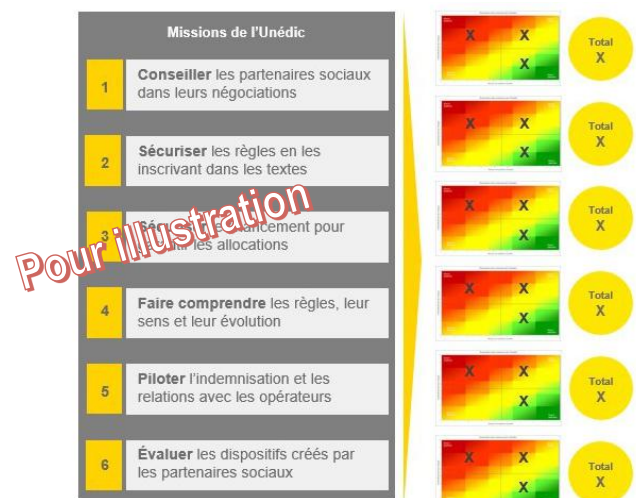 Missions de l'Unédic
1
Conseiller les partenaires sociaux
dans leurs négociations
X X
X
Total
X
2
Sécuriser les règles en les
inscrivant dans les textes
X X
X
Total
X
3
pour
les allocations
Pour illustration
X X
X
Total
X
4
Faire comprendre les règles, leur
sens et leur évolution
X X
X
Total
X
5
Piloter l'indemnisation et les
relations avec les opérateurs
X X
X
Total
X
6
Évaluer les dispositifs créés par
les partenaires sociaux
X X
X
Total
X